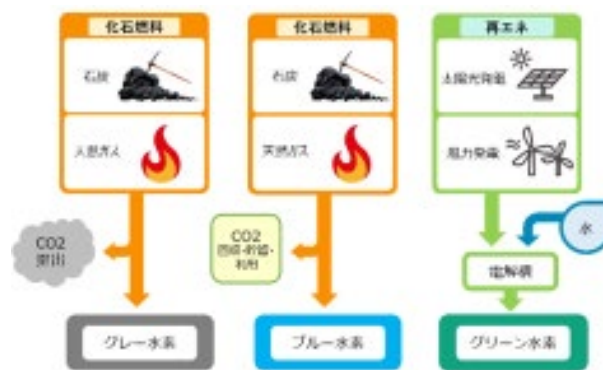 化石燃料
石炭
天然ガス
CO2
排出
グレー水素
化石燃料
石炭
天然ガス
CO2
回収・貯留・
利用
ブルー水素
再エネ
太陽光発電
風力発電
水
電解槽
グリーン水素